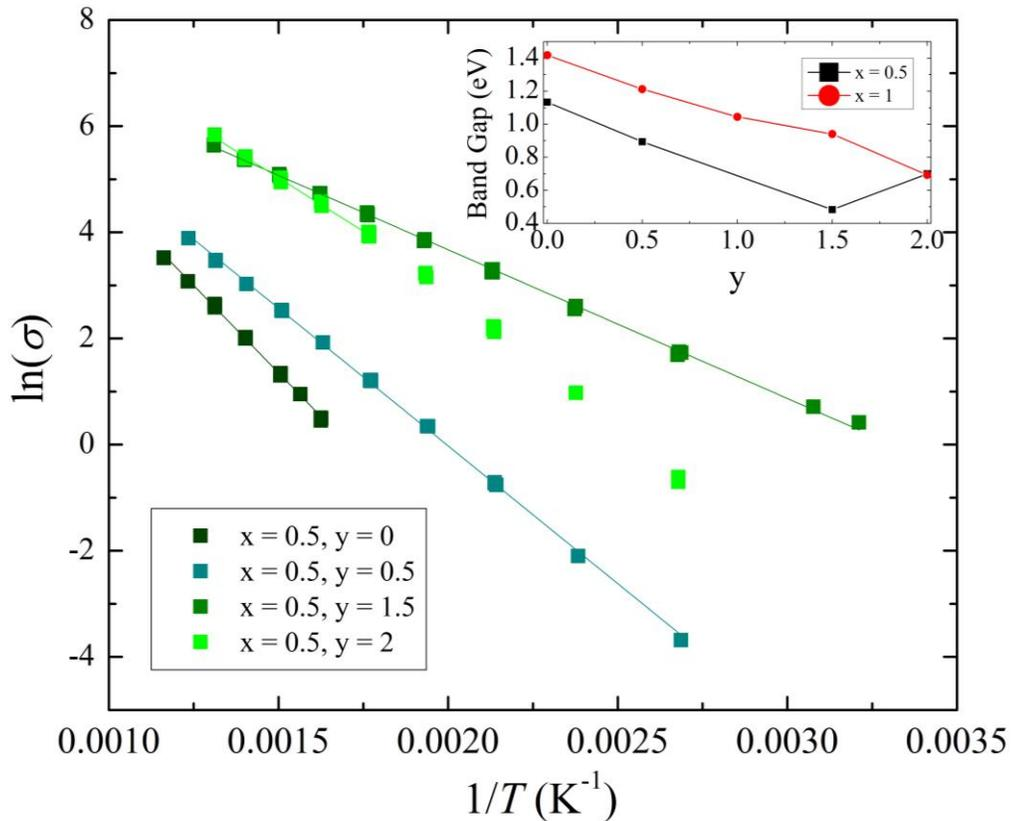 8
6
4
2
0
-2
-4
ln(σ)
0.0010 0.0015 0.0020 0.0025 0.0030 0.0035
1/T (K⁻¹)
x = 0.5, y = 0
x = 0.5, y = 0.5
x = 0.5, y = 1.5
x = 0.5, y = 2
1.4
1.2
1.0
0.8
0.6
0.4
Band Gap (eV)
0.0 0.5 1.0 1.5 2.0
y
x = 0.5
x = 1